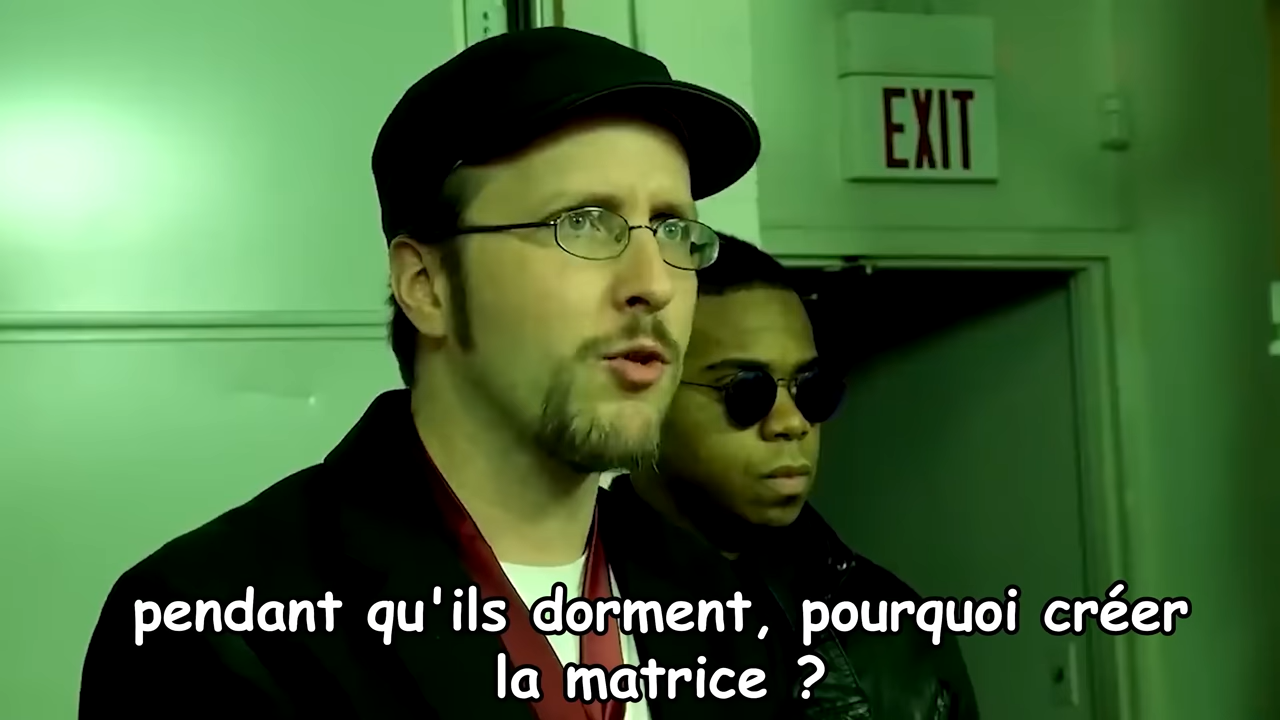 EXIT
pendant qu'ils dorment, pourquoi créer
la matrice ?